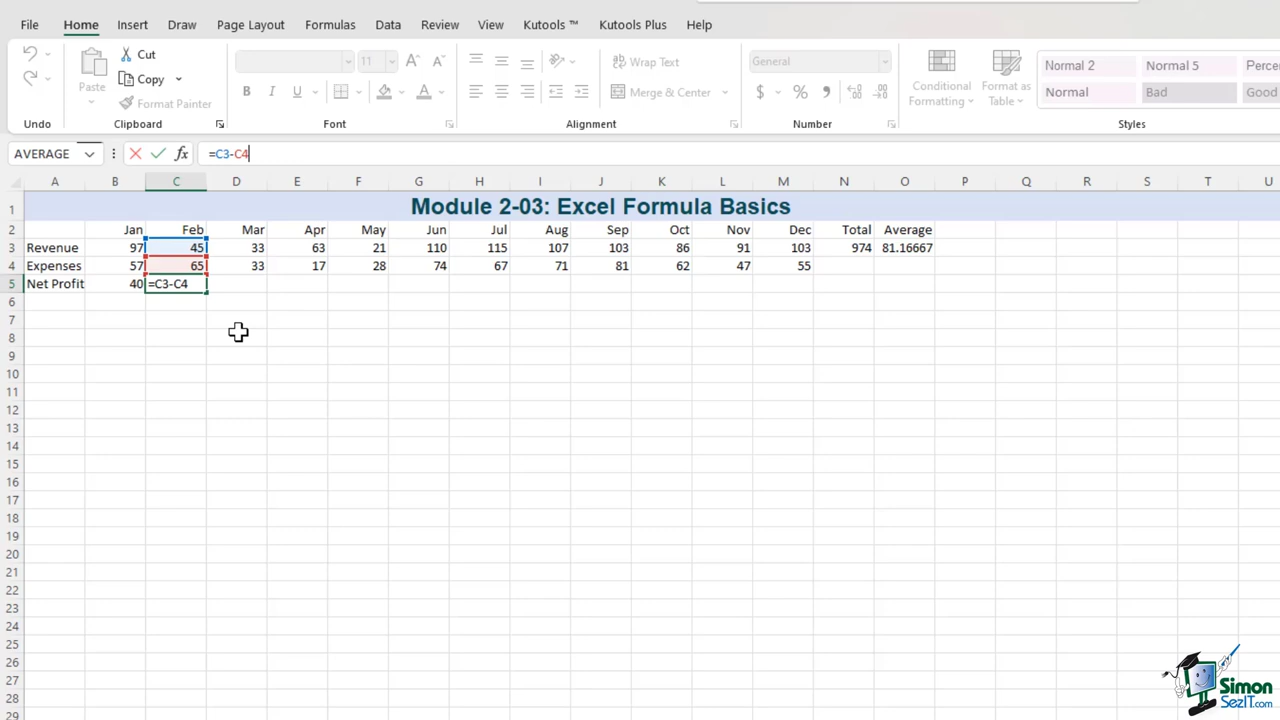 File Home Insert Draw Page Layout Formulas Data Review View Kutools ™ Kutools Plus Help
Cut
Copy
Format Painter
Paste
11
B I U
A A
Wrap Text
Merge & Center
General
$ % ,
Conditional
Formatting
Format as
Table
Normal 2 Normal 5
Normal Bad Good
Undo Clipboard Font Alignment Number Styles
AVERAGE fx =C3-C4
A B C D E F G H I J K L M N O P Q R S T U
1 Module 2-03: Excel Formula Basics
2 Jan Feb Mar Apr May Jun Jul Aug Sep Oct Nov Dec Total Average
3 Revenue 97 45 33 63 21 110 115 107 103 86 91 103 974 81.16667
4 Expenses 57 65 33 17 28 74 67 71 81 62 47 55
5 Net Profit 40 =C3-C4
6
7
8
9
10
11
12
13
14
15
16
17
18
19
20
21
22
23
24
25
26
27
28
29
Simon
SezIT.com